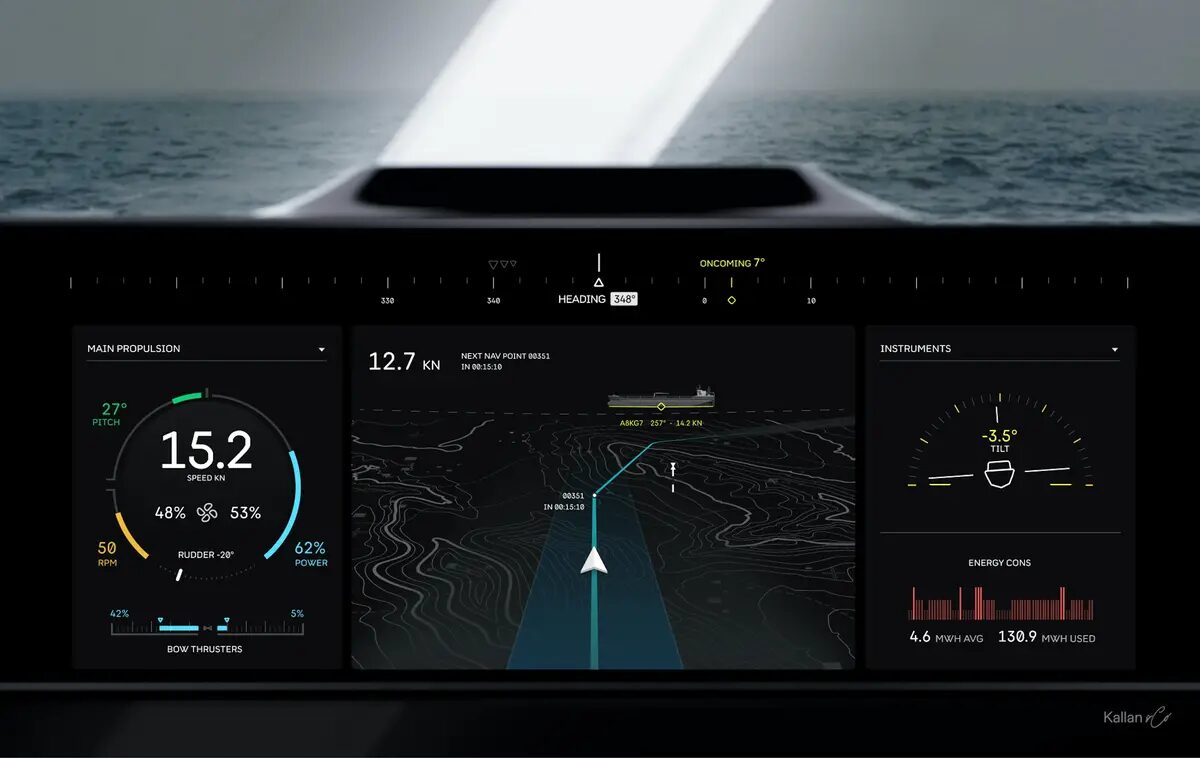 ONCOMING 7°
330
340
HEADING 348°
0
10
MAIN PROPULSION
27°
PITCH
15.2
SPEED KN
48%
53%
50
RPM
RUDDER -20°
62%
POWER
42%
5%
BOW THRUSTERS
12.7 KN
NEXT NAV POINT 00351
IN 00:15:10
A8KG7 257° - 14.2 KN
00351
IN 00:15:10
INSTRUMENTS
-3.5°
TILT
ENERGY CONS
4.6 MWH AVG 130.9 MWH USED
Kallan &Co